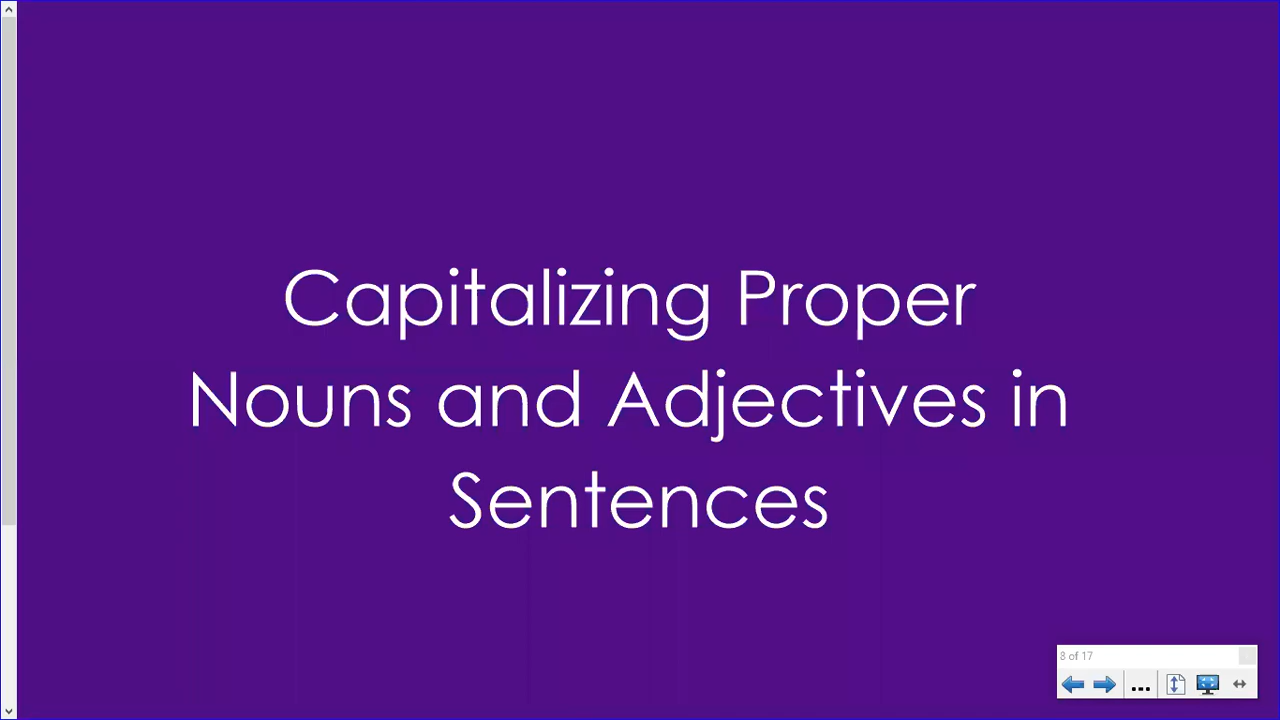 Capitalizing Proper
Nouns and Adjectives in
Sentences
8 of 17
...